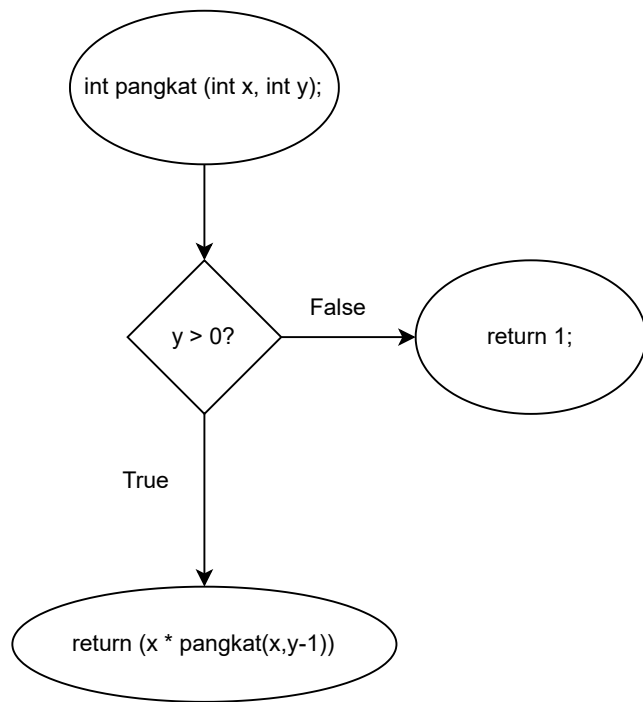 int pangkat (int x, int y);
y > 0?
False
return 1;
True
return (x * pangkat(x,y-1))